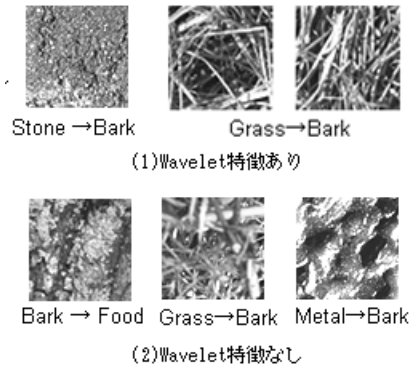 Stone →Bark
Grass→Bark
(1)Wavelet特徴あり
Bark → Food
Grass→Bark
Metal→Bark
(2)Wavelet特徴なし